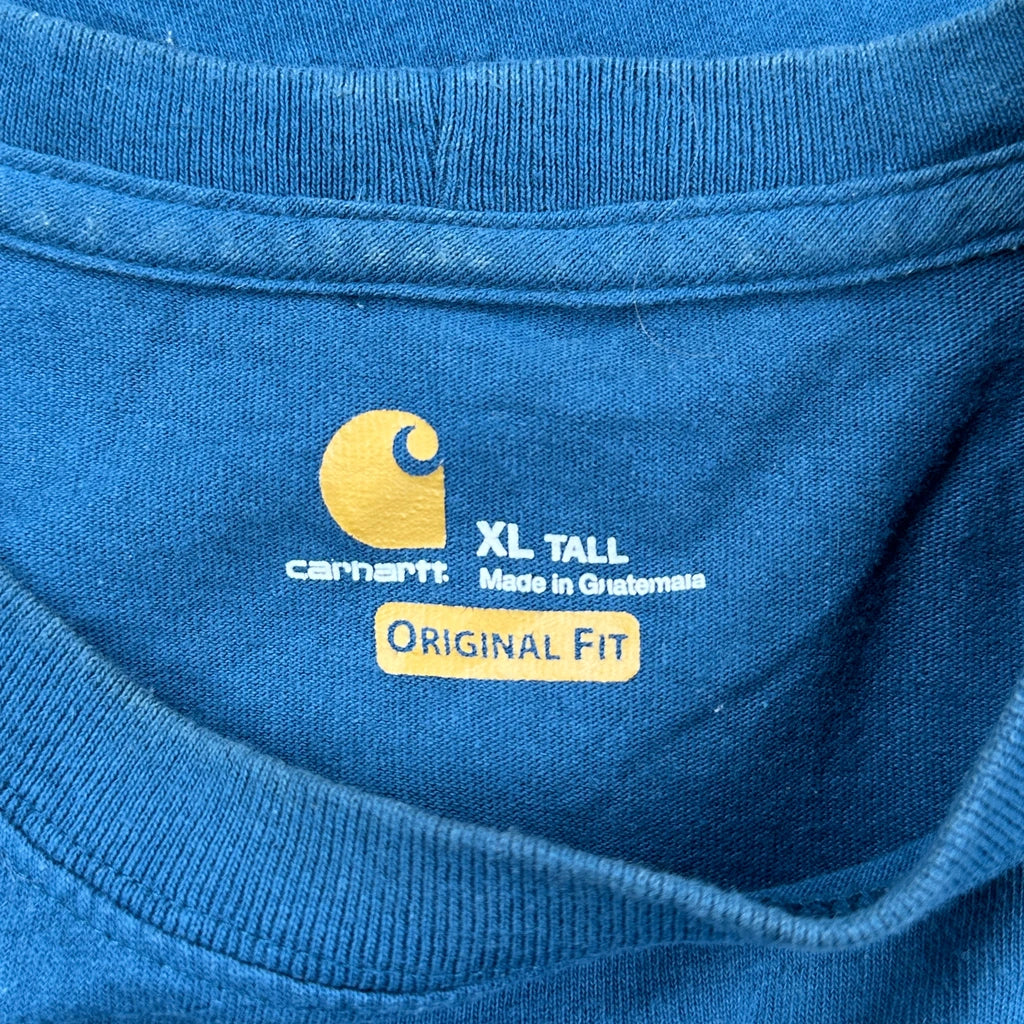 carhartt
XL TALL
Made in Guatemala
ORIGINAL FIT